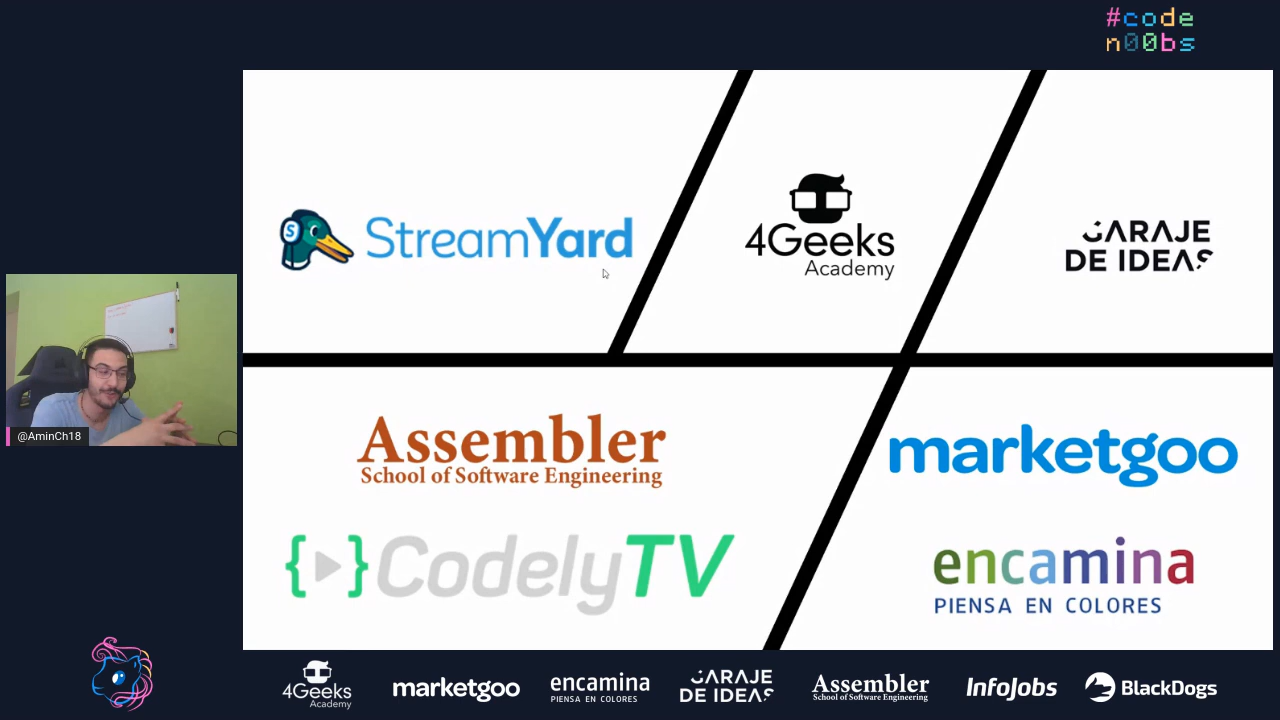 #code
n00bs
StreamYard
4Geeks
Academy
GARAJE
DE IDEAS
Assembler
School of Software Engineering
marketgoo
{▶}CodelyTV
encamina
PIENSA EN COLORES
@AminCh18
4Geeks
Academy
marketgoo
encamina
PIENSA EN COLORES
GARAJE
DE IDEAS
Assembler
School of Software Engineering
InfoJobs
BlackDogs